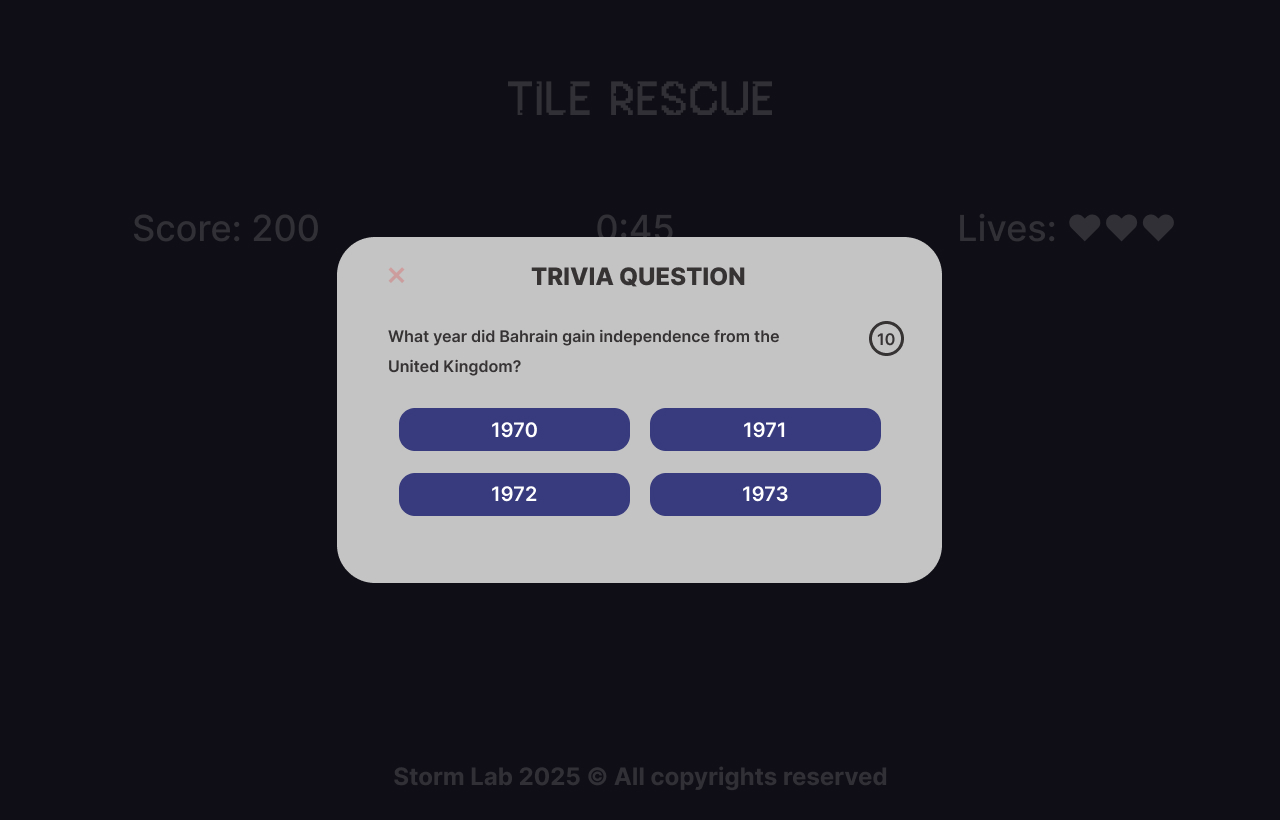 TILE RESCUE
Score: 200
0:45
Lives: ♥♥♥
× TRIVIA QUESTION
What year did Bahrain gain independence from the
10
United Kingdom?
1970
1971
1972
1973
Storm Lab 2025 © All copyrights reserved